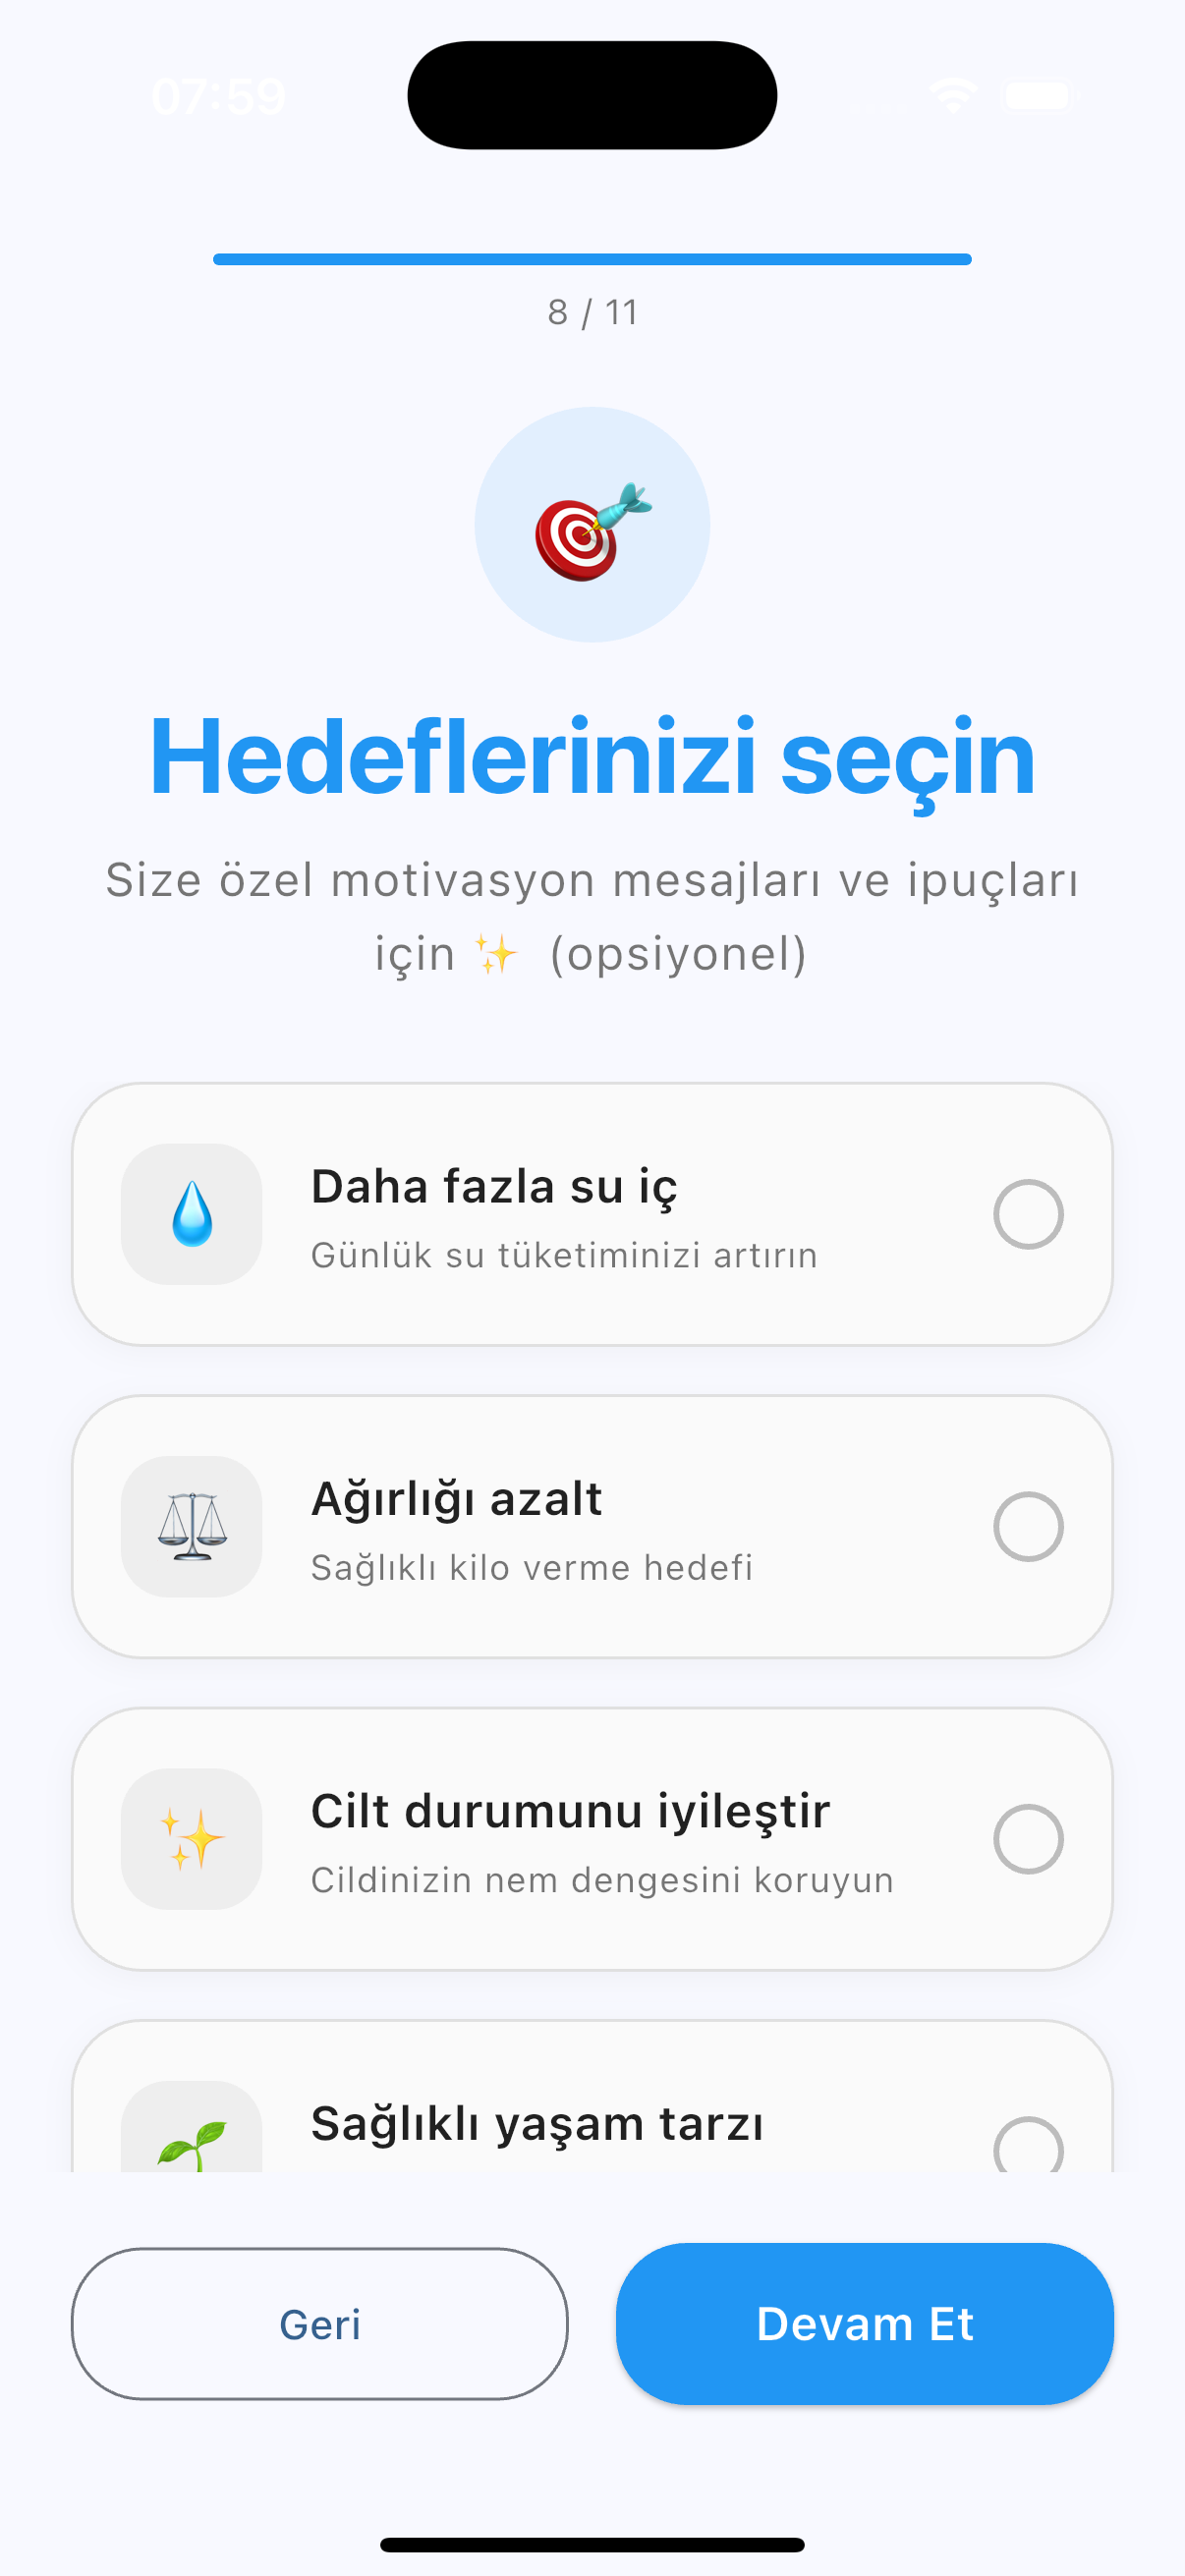 07:59
8 / 11
Hedeflerinizi seçin
Size özel motivasyon mesajları ve ipuçları
için ✨ (opsiyonel)
Daha fazla su iç
Günlük su tüketiminizi artırın
Ağırlığı azalt
Sağlıklı kilo verme hedefi
Cilt durumunu iyileştir
Cildinizin nem dengesini koruyun
Sağlıklı yaşam tarzı
Geri
Devam Et